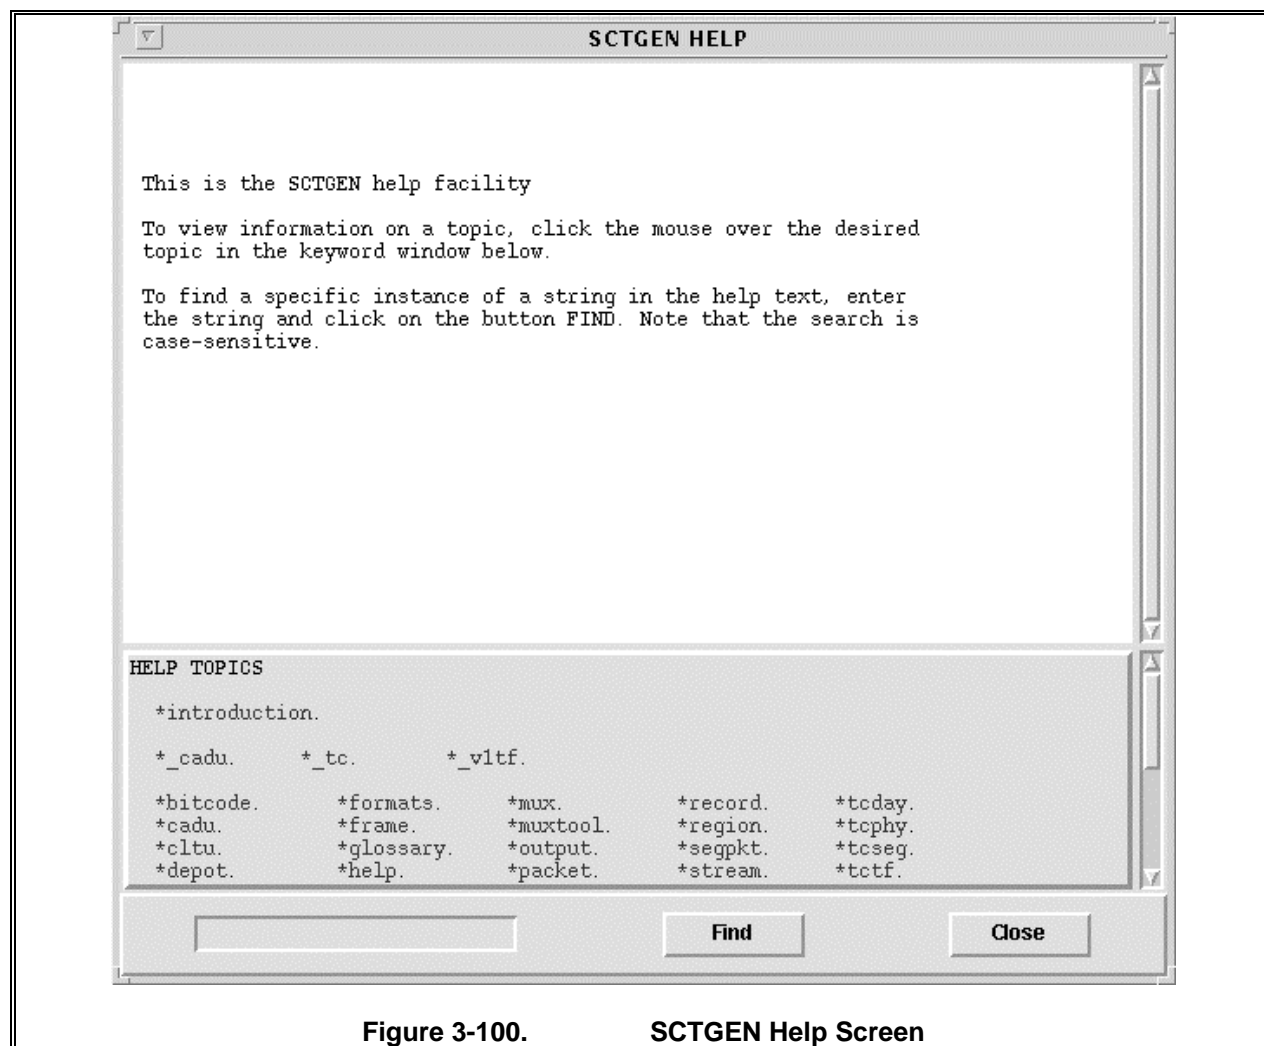 SCTGEN HELP
This is the SCTGEN help facility
To view information on a topic, click the mouse over the desired
topic in the keyword window below.
To find a specific instance of a string in the help text, enter
the string and click on the button FIND. Note that the search is
case-sensitive.
HELP TOPICS
*introduction.
*_cadu. *_tc. *_v1tf.
*bitcode. *formats. *mux. *record. *tcday.
*cadu. *frame. *muxtool. *region. *tcphy.
*cltu. *glossary. *output. *segpkt. *tcseg.
*depot. *help. *packet. *stream. *tctf.
Find Close
Figure 3-100. SCTGEN Help Screen